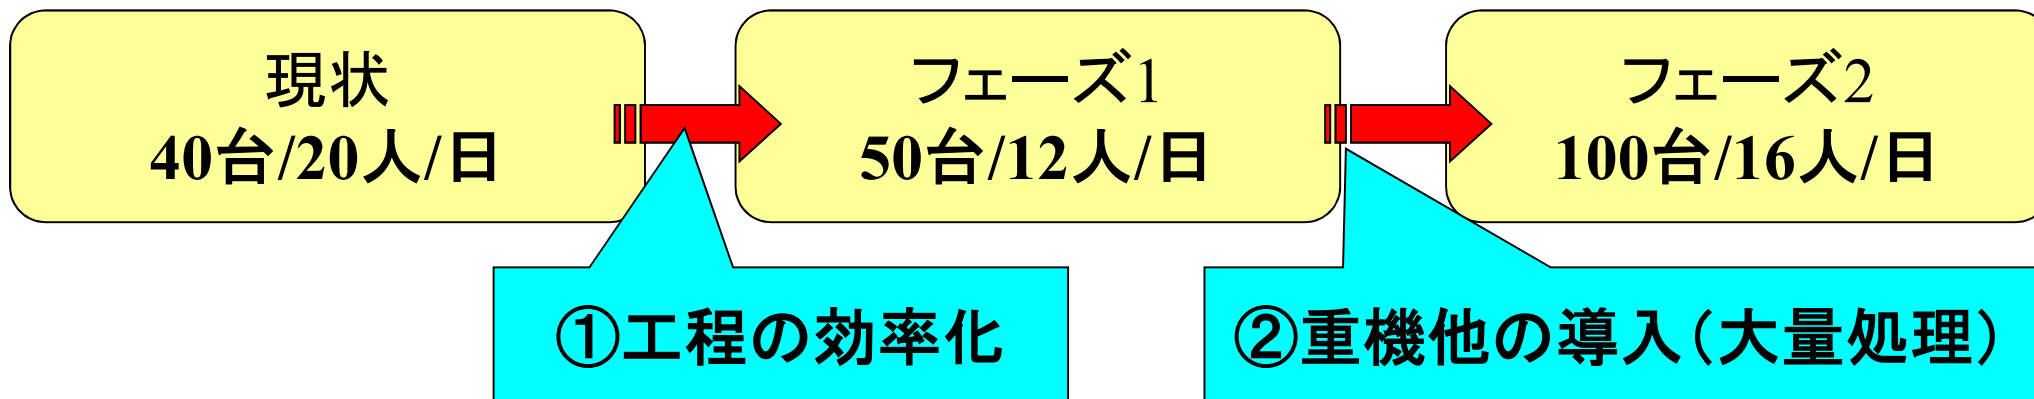 現状
40台/20人/日
フェーズ1
50台/12人/日
フェーズ2
100台/16人/日
①工程の効率化
②重機他の導入(大量処理)